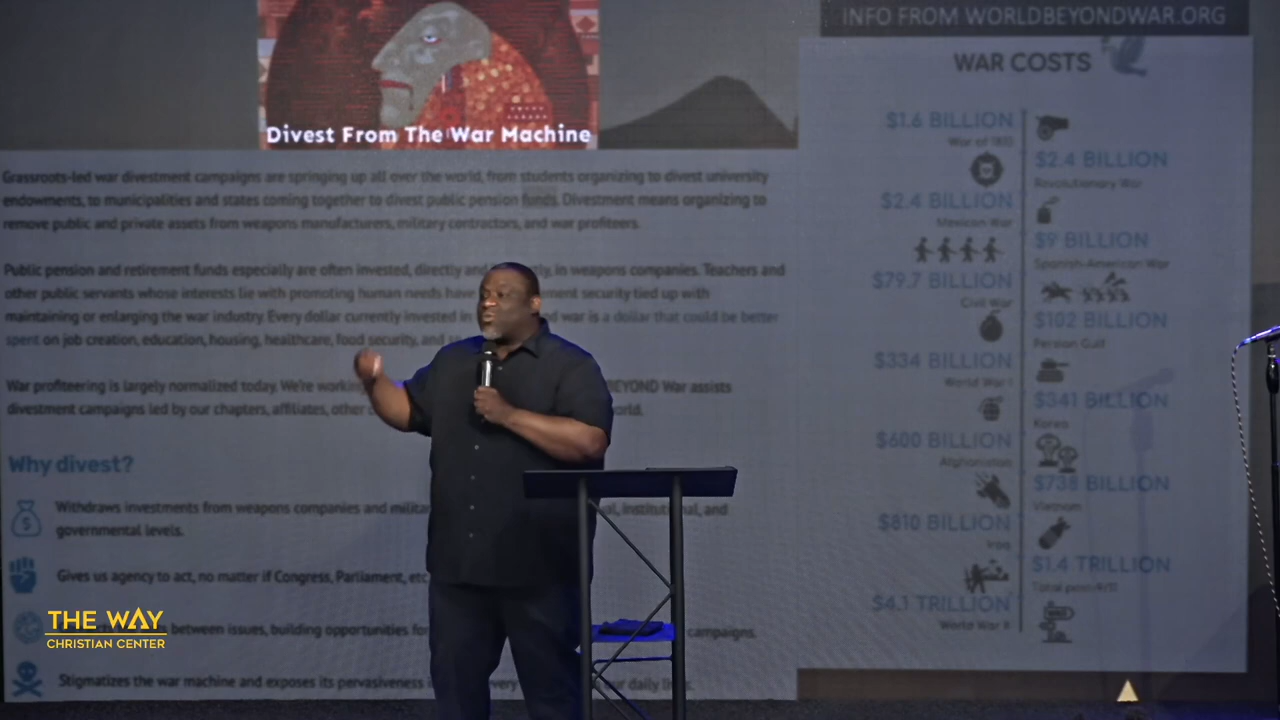 INFO FROM WORLDBEYONDWAR.ORG
Divest From The War Machine
Grassroots-led war divestment campaigns are springing up all over the world, from students organizing to divest university
endowments, to municipalities and states coming together to divest public pension funds. Divestment means organizing to
remove public and private assets from weapons manufacturers, military contractors, and war profiteers.
Public pension and retirement funds especially are often invested, directly and in weapons companies. Teachers and
other public servants whose interests lie with promoting human needs have security tied up with
maintaining or enlarging the war industry. Every dollar currently invested in war is a dollar that could be better
spent on job creation, education, housing, healthcare, food security, and
War profiteering is largely normalized today. We're working BEYOND War assists
divestment campaigns led by our chapters, affiliates, other
Why divest?
Withdraws investments from weapons companies and and
governmental levels.
Gives us agency to act, no matter if Congress, Parliament, etc
between issues, building opportunities for campaigns.
Stigmatizes the war machine and exposes its pervasiveness daily
WAR COSTS
$1.6 BILLION
War of 1812
$2.4 BILLION
Revolutionary War
$2.4 BILLION
Mexican War
$9 BILLION
Spanish-American War
$79.7 BILLION
Civil War
$102 BILLION
Persian Gulf
$334 BILLION
World War I
$341 BILLION
Korea
$600 BILLION
Afghanistan
$738 BILLION
Vietnam
$810 BILLION
Iraq
$1.4 TRILLION
Total post-9/11
$4.1 TRILLION
World War II
THE WAY
CHRISTIAN CENTER